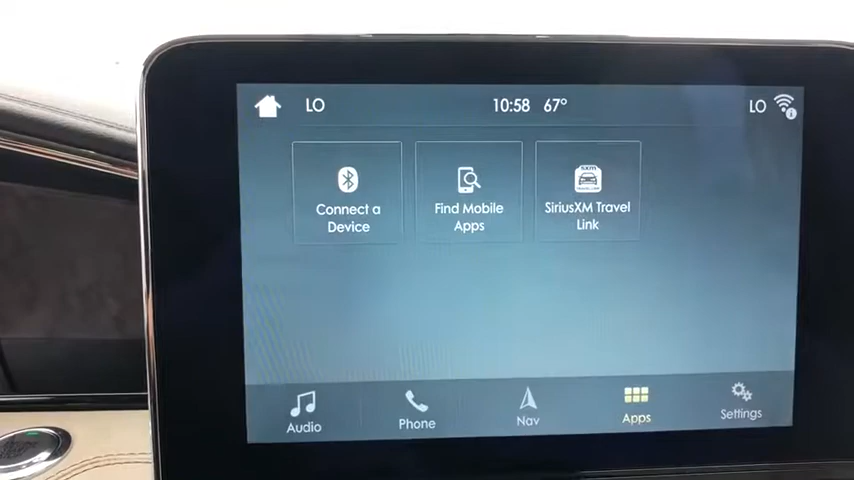 LO 10:58 67° LO
Connect a
Device
Find Mobile
Apps
SiriusXM Travel
Link
Audio
Phone
Nav
Apps
Settings